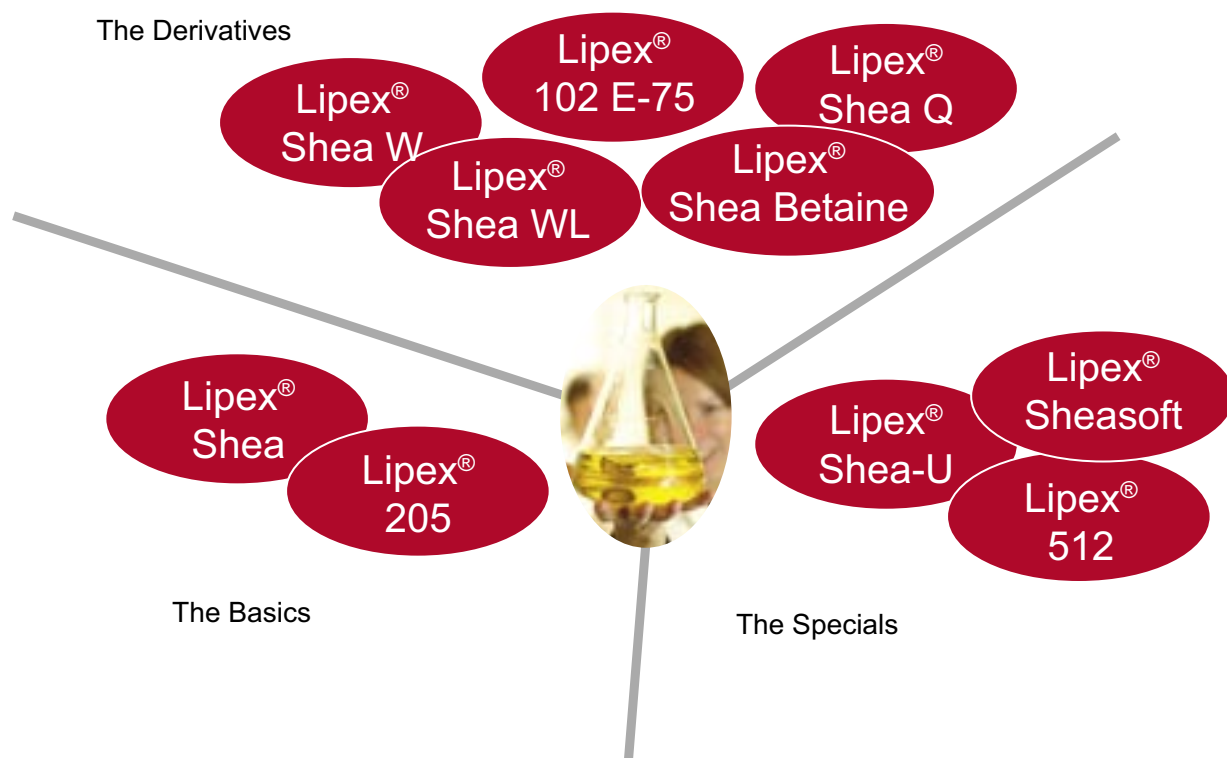 The Derivatives
Lipex®
Shea W
Lipex®
102 E-75
Lipex®
Shea Q
Lipex®
Shea WL
Lipex®
Shea Betaine
Lipex®
Shea
Lipex®
205
Lipex®
Shea-U
Lipex®
Sheasoft
Lipex®
512
The Basics
The Specials